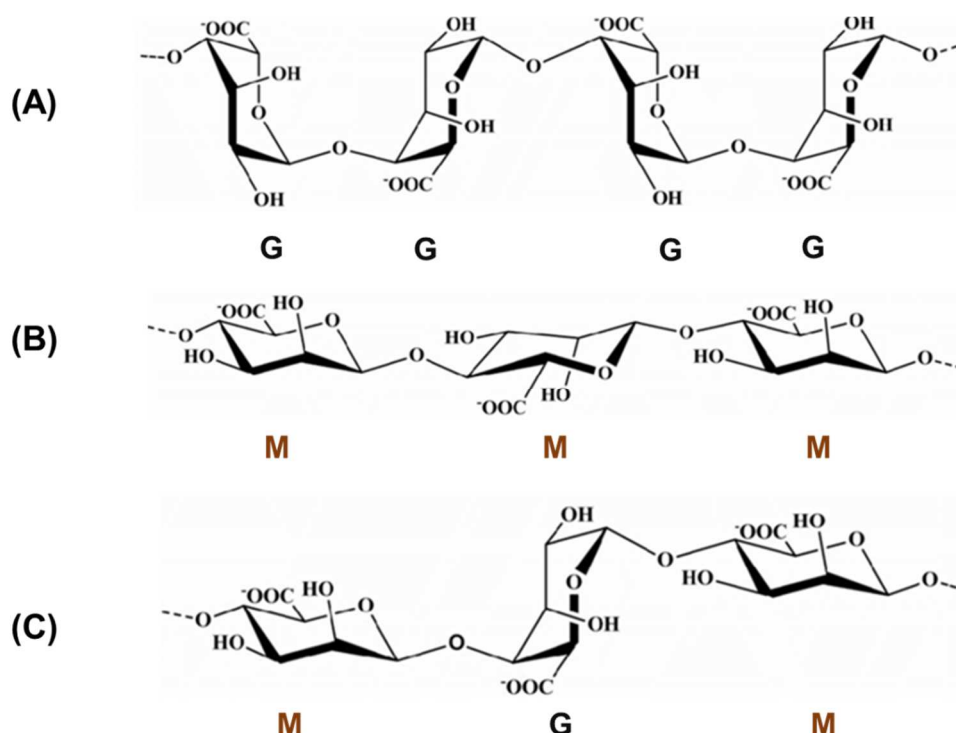 (A)
⁻OOC OH ⁻OOC OH
O OH O OH O
O O
O OH O OH
O O
OH ⁻OOC OH ⁻OOC
G G G G
(B)
⁻OOC HO O O ⁻OOC HO O
O HO O
HO O HO O
HO O
⁻OOC
M M M
(C)
OH ⁻OOC HO O
O
⁻OOC HO O O HO O
O OH
HO O
⁻OOC
M G M